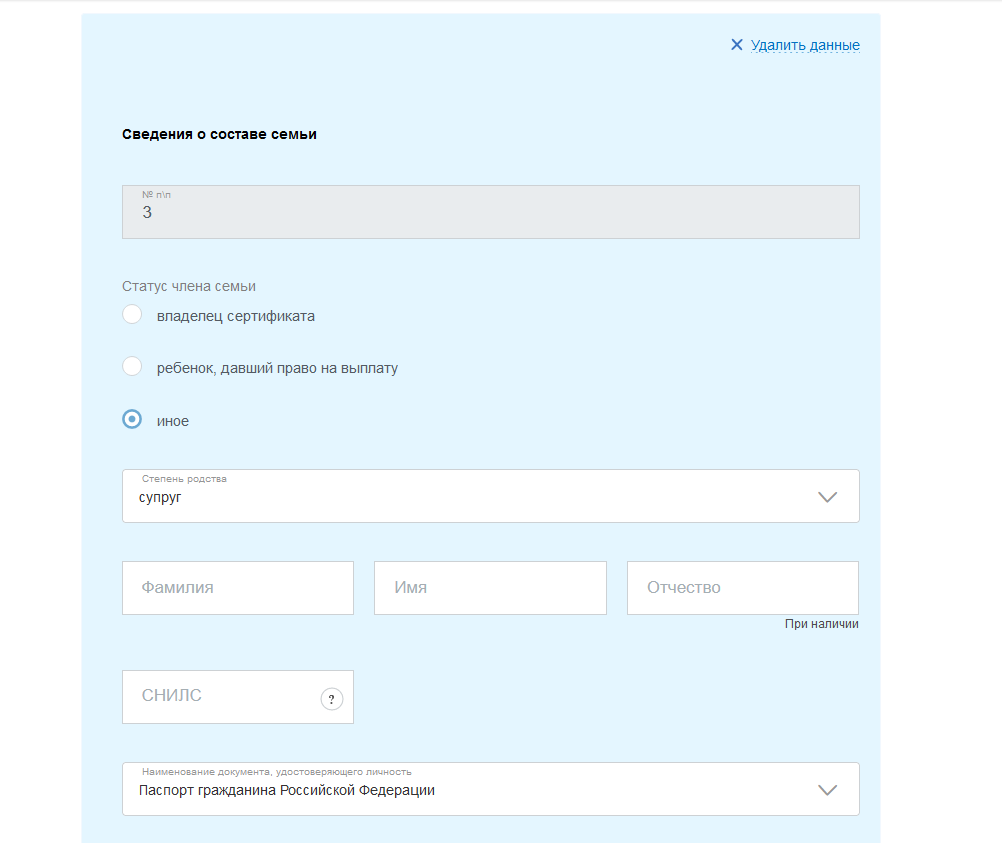 Удалить данные
Сведения о составе семьи
№ п\п
3
Статус члена семьи
владелец сертификата
ребенок, давший право на выплату
иное
Степень родства
супруг
Фамилия Имя Отчество
При наличии
СНИЛС ?
Наименование документа, удостоверяющего личность
Паспорт гражданина Российской Федерации